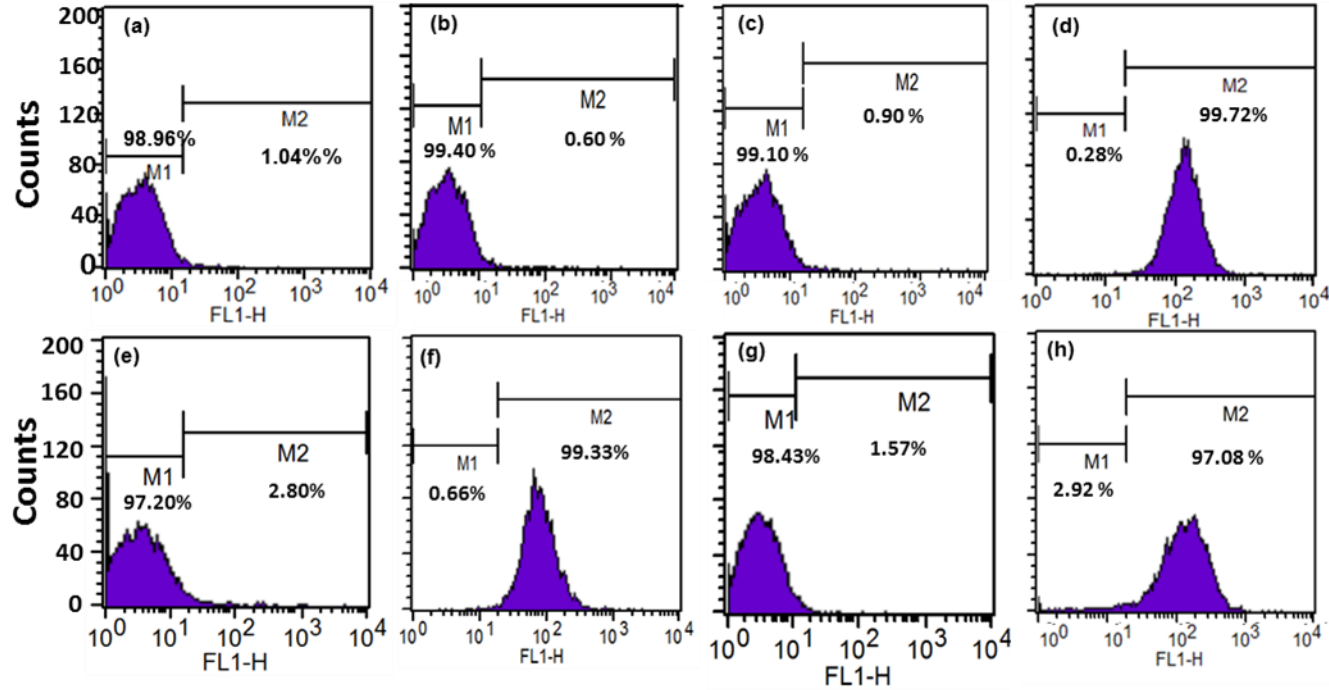 (a)
200
160
120
80
40
0
Counts
98.96%
M1
M2
1.04%%
10^0 10^1 10^2 10^3 10^4
FL1-H
(b)
M1
99.40 %
M2
0.60 %
10^0 10^1 10^2 10^3 10^4
FL1-H
(c)
M1
99.10 %
M2
0.90 %
10^0 10^1 10^2 10^3 10^4
FL1-H
(d)
M1
0.28%
M2
99.72%
10^0 10^1 10^2 10^3 10^4
FL1-H
(e)
200
160
120
80
40
0
Counts
M1
97.20%
M2
2.80%
10^0 10^1 10^2 10^3 10^4
FL1-H
(f)
M1
0.66%
M2
99.33%
10^0 10^1 10^2 10^3 10^4
FL1-H
(g)
M1
98.43%
M2
1.57%
10^0 10^1 10^2 10^3 10^4
FL1-H
(h)
M1
2.92 %
M2
97.08 %
10^0 10^1 10^2 10^3 10^4
FL1-H